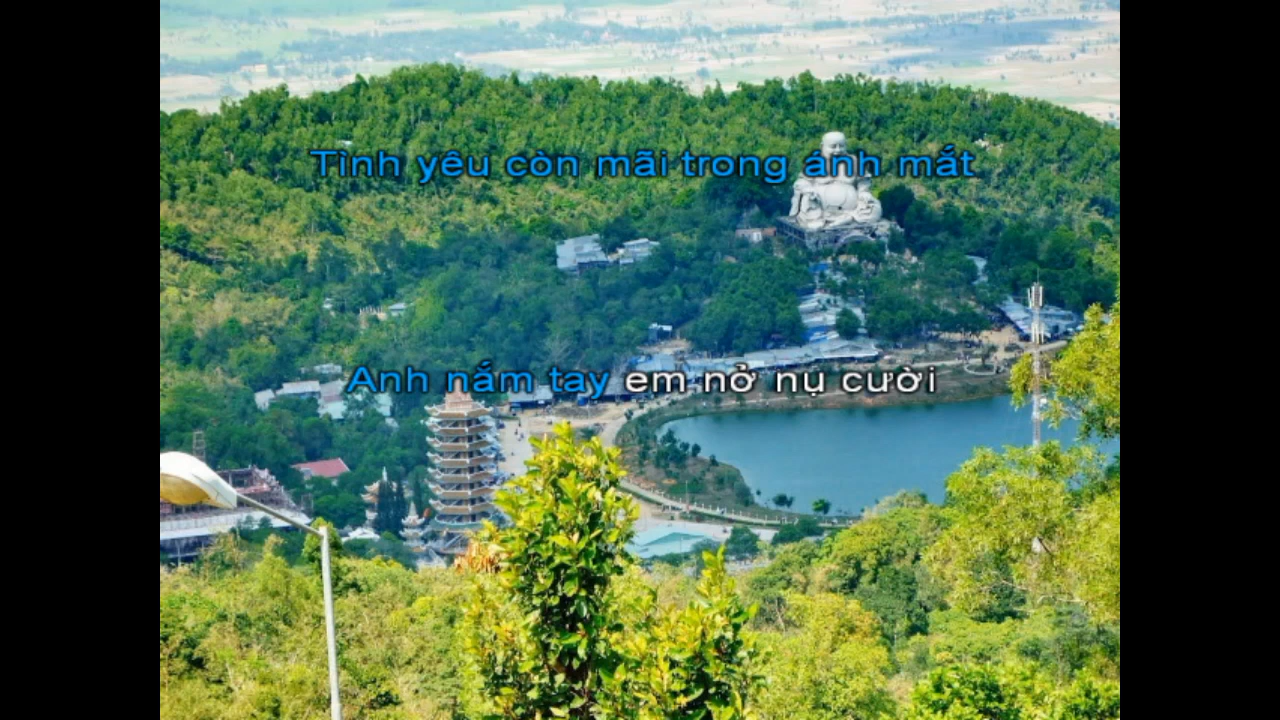 Tình yêu còn mãi trong ánh mắt
Anh nắm tay em nở nụ cười